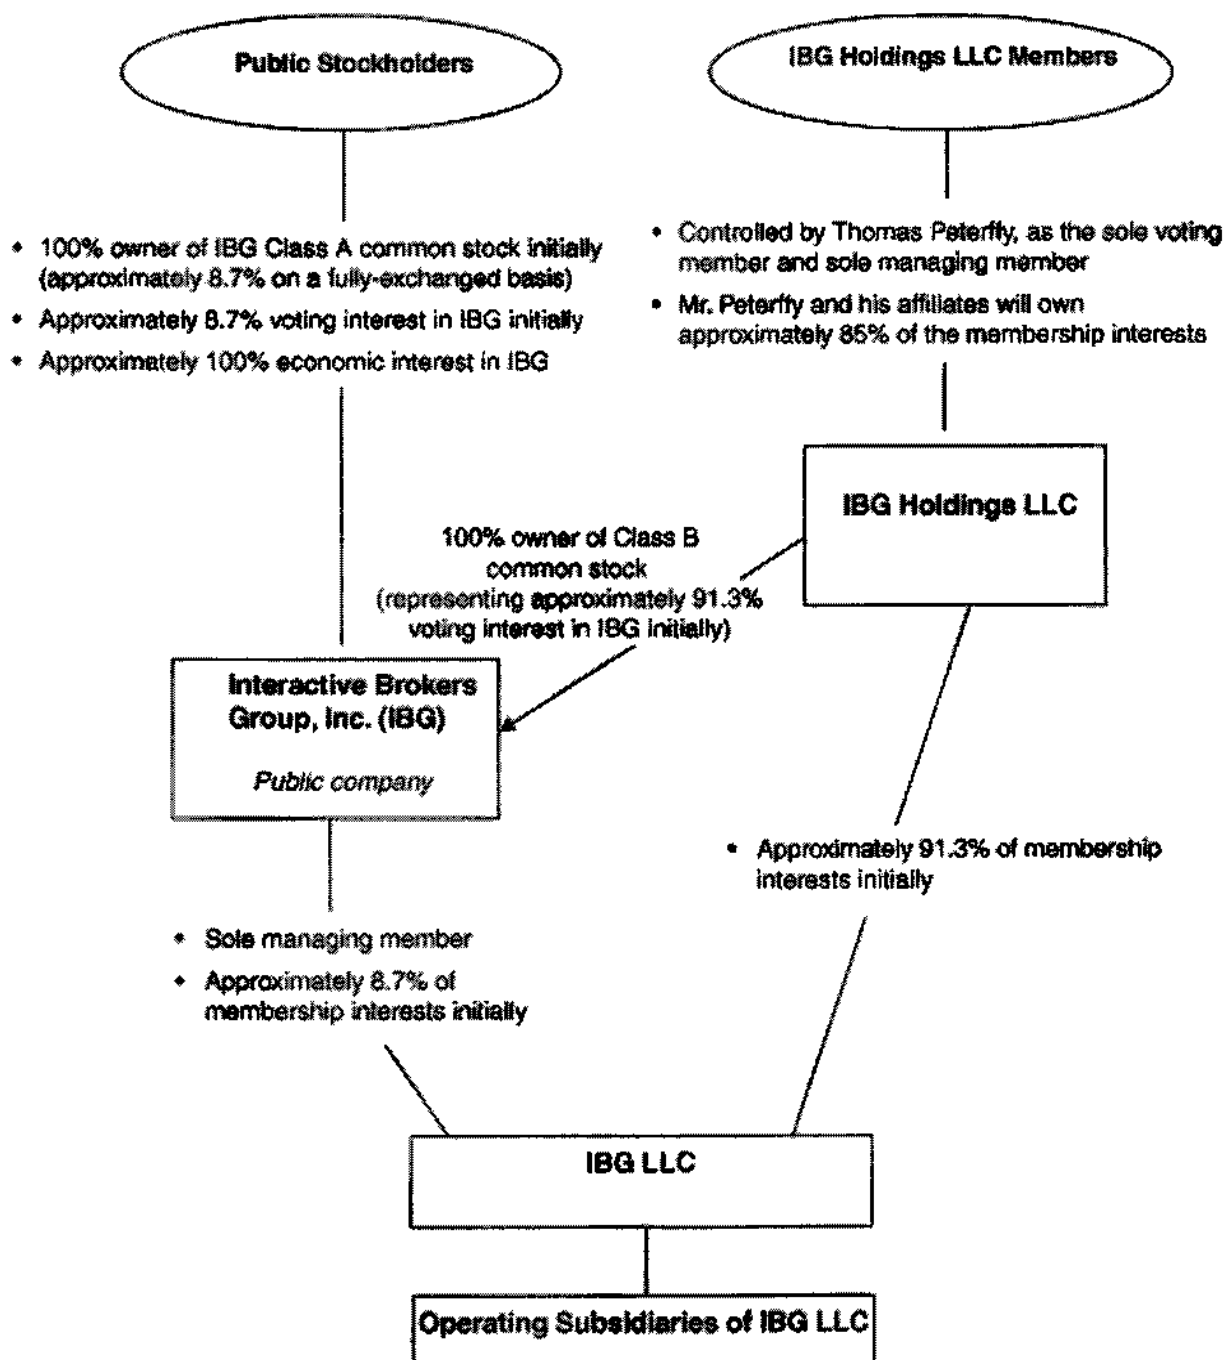 Public Stockholders
IBG Holdings LLC Members
• 100% owner of IBG Class A common stock initially
(approximately 8.7% on a fully-exchanged basis)
• Approximately 8.7% voting interest in IBG initially
• Approximately 100% economic interest in IBG
• Controlled by Thomas Peterffy, as the sole voting
member and sole managing member
• Mr. Peterffy and his affiliates will own
approximately 85% of the membership interests
IBG Holdings LLC
100% owner of Class B
common stock
(representing approximately 91.3%
voting interest in IBG initially)
Interactive Brokers
Group, Inc. (IBG)
Public company
• Approximately 91.3% of membership
interests initially
• Sole managing member
• Approximately 8.7% of
membership interests initially
IBG LLC
Operating Subsidiaries of IBG LLC